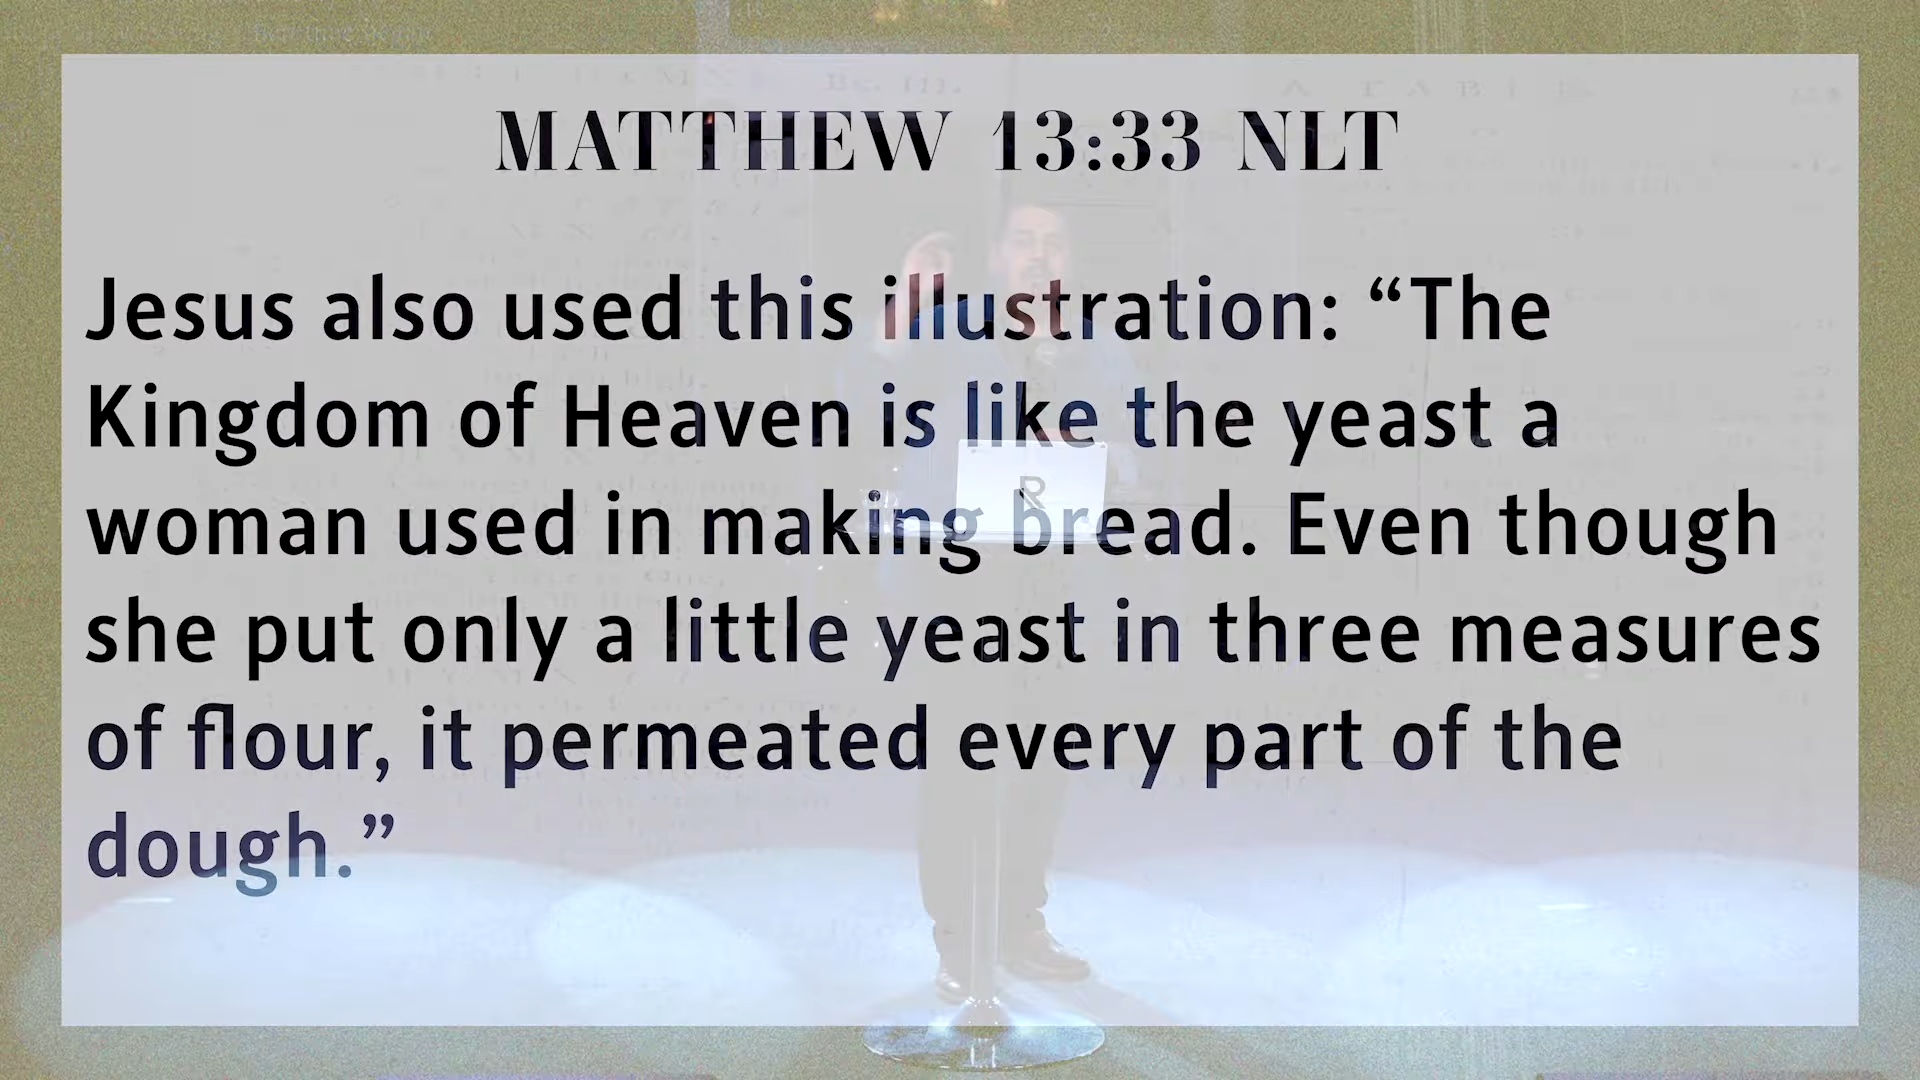 MATTHEW 13:33 NLT
Jesus also used this illustration: “The
Kingdom of Heaven is like the yeast a
woman used in making bread. Even though
she put only a little yeast in three measures
of flour, it permeated every part of the
dough.”